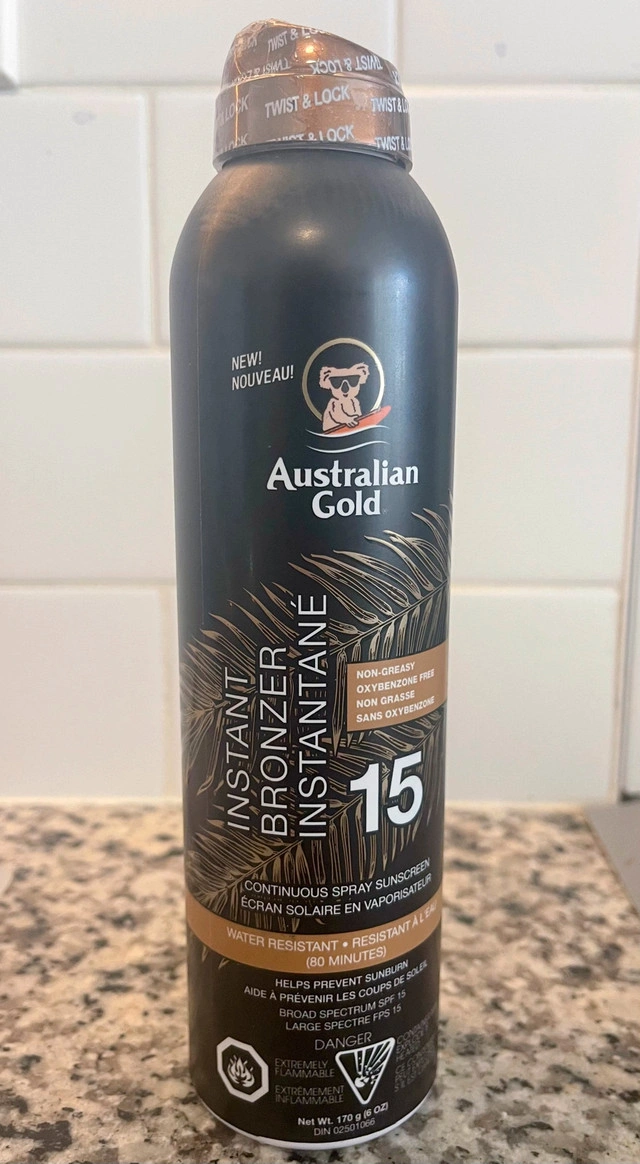 TWIST & LOCK
TWIST & LOCK
TWIST & LOCK
TWIST & LOCK
NEW!
NOUVEAU!
Australian
Gold
INSTANT
BRONZER
INSTANTANÉ
NON-GREASY
OXYBENZONE FREE
NON GRASSE
SANS OXYBENZONE
15
CONTINUOUS SPRAY SUNSCREEN
ÉCRAN SOLAIRE EN VAPORISATEUR
WATER RESISTANT • RESISTANT À L'EAU
(80 MINUTES)
HELPS PREVENT SUNBURN
AIDE À PRÉVENIR LES COUPS DE SOLEIL
BROAD SPECTRUM SPF 15
LARGE SPECTRE FPS 15
DANGER
EXTREMELY
FLAMMABLE
EXTRÊMEMENT
INFLAMMABLE
Net Wt. 170 g (6 OZ)
DIN 02501066